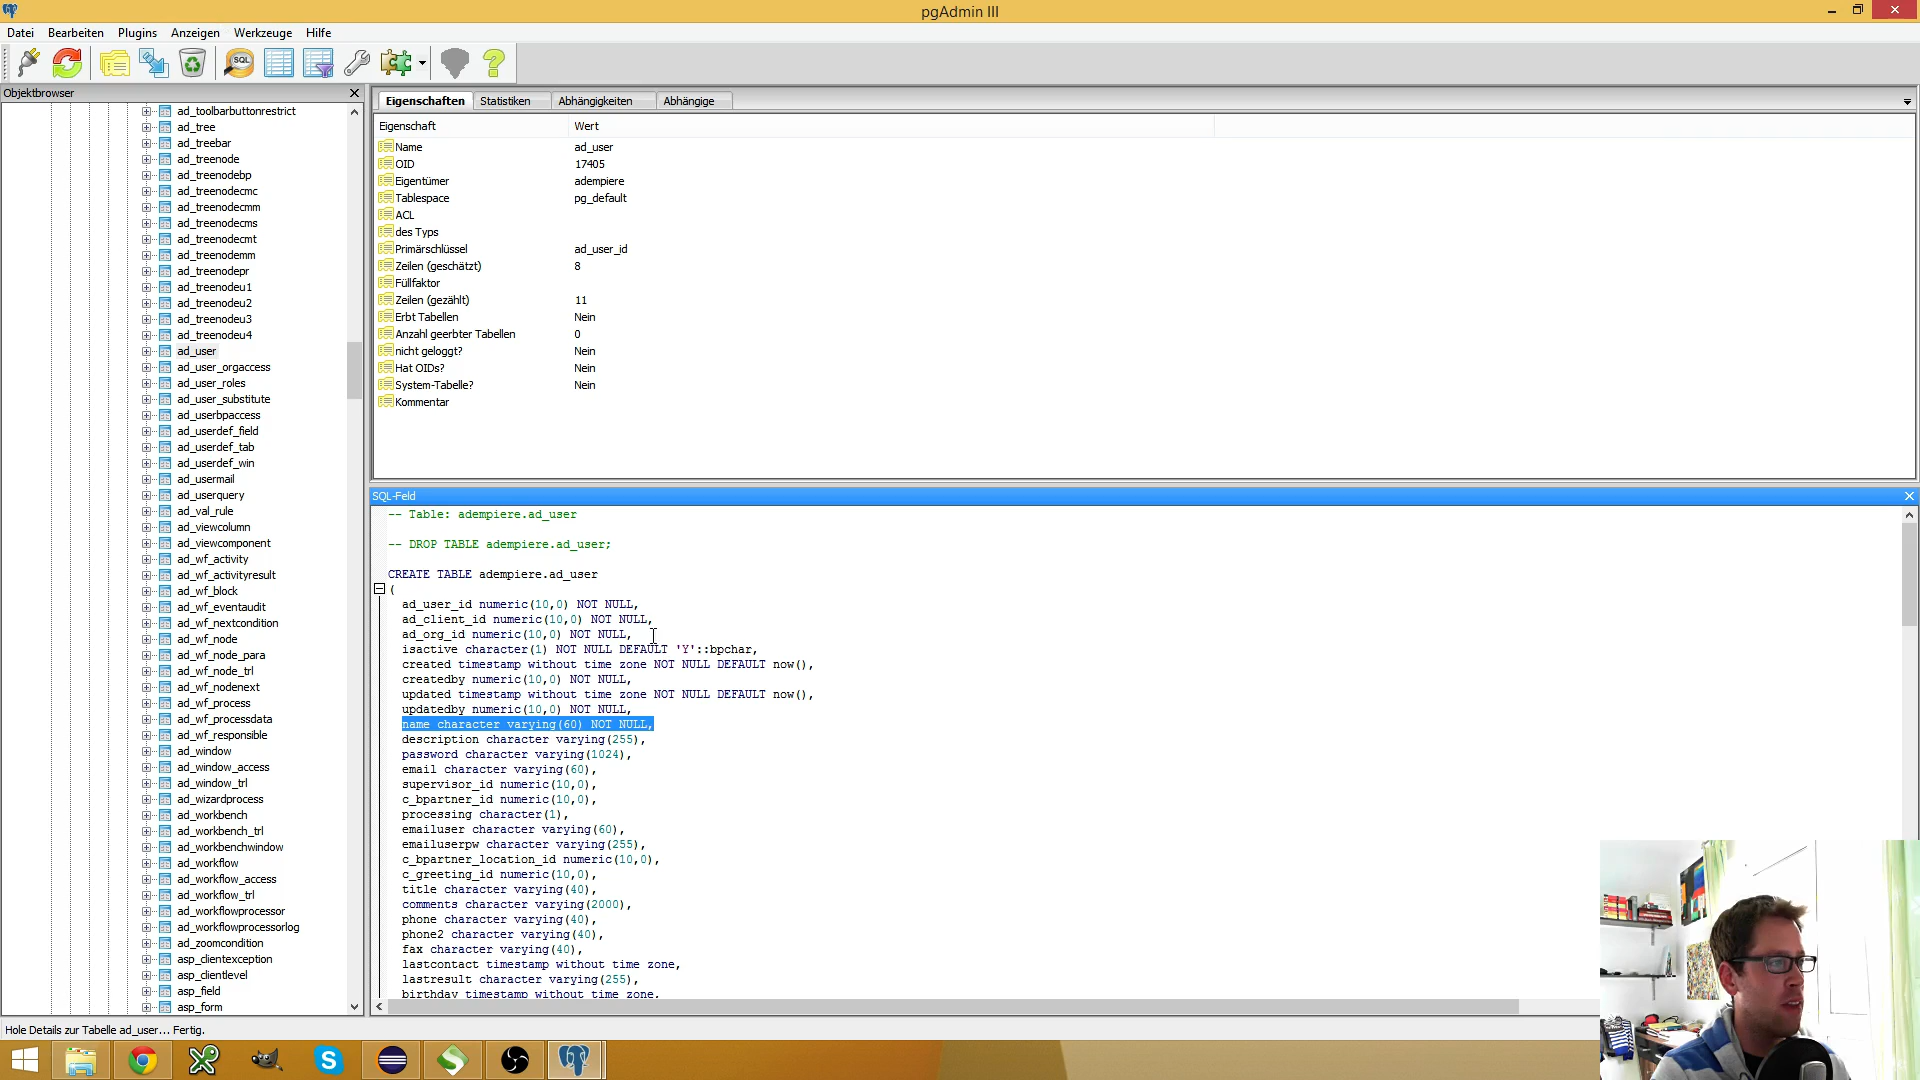 pgAdmin III
Datei Bearbeiten Plugins Anzeigen Werkzeuge Hilfe
SQL
Objektbrowser
ad_toolbarbuttonrestrict
ad_tree
ad_treebar
ad_treenode
ad_treenodebp
ad_treenodecmc
ad_treenodecmm
ad_treenodecms
ad_treenodecmt
ad_treenodemm
ad_treenodepr
ad_treenodeu1
ad_treenodeu2
ad_treenodeu3
ad_treenodeu4
ad_user
ad_user_orgaccess
ad_user_roles
ad_user_substitute
ad_userbpaccess
ad_userdef_field
ad_userdef_tab
ad_userdef_win
ad_usermail
ad_userquery
ad_val_rule
ad_viewcolumn
ad_viewcomponent
ad_wf_activity
ad_wf_activityresult
ad_wf_block
ad_wf_eventaudit
ad_wf_nextcondition
ad_wf_node
ad_wf_node_para
ad_wf_node_trl
ad_wf_nodenext
ad_wf_process
ad_wf_processdata
ad_wf_responsible
ad_window
ad_window_access
ad_window_trl
ad_wizardprocess
ad_workbench
ad_workbench_trl
ad_workbenchwindow
ad_workflow
ad_workflow_access
ad_workflow_trl
ad_workflowprocessor
ad_workflowprocessorlog
ad_zoomcondition
asp_clientexception
asp_clientlevel
asp_field
asp_form
Eigenschaften Statistiken Abhängigkeiten Abhängige
Eigenschaft Wert
Name ad_user
OID 17405
Eigentümer adempiere
Tablespace pg_default
ACL
des Typs
Primärschlüssel ad_user_id
Zeilen (geschätzt) 8
Füllfaktor
Zeilen (gezählt) 11
Erbt Tabellen Nein
Anzahl geerbter Tabellen 0
nicht geloggt? Nein
Hat OIDs? Nein
System-Tabelle? Nein
Kommentar
SQL-Feld
-- Table: adempiere.ad_user
-- DROP TABLE adempiere.ad_user;
CREATE TABLE adempiere.ad_user
(
ad_user_id numeric(10,0) NOT NULL,
ad_client_id numeric(10,0) NOT NULL,
ad_org_id numeric(10,0) NOT NULL,
isactive character(1) NOT NULL DEFAULT 'Y'::bpchar,
created timestamp without time zone NOT NULL DEFAULT now(),
createdby numeric(10,0) NOT NULL,
updated timestamp without time zone NOT NULL DEFAULT now(),
updatedby numeric(10,0) NOT NULL,
name character varying(60) NOT NULL,
description character varying(255),
password character varying(1024),
email character varying(60),
supervisor_id numeric(10,0),
c_bpartner_id numeric(10,0),
processing character(1),
emailuser character varying(60),
emailuserpw character varying(255),
c_bpartner_location_id numeric(10,0),
c_greeting_id numeric(10,0),
title character varying(40),
comments character varying(2000),
phone character varying(40),
phone2 character varying(40),
fax character varying(40),
lastcontact timestamp without time zone,
lastresult character varying(255),
birthday timestamp without time zone,
Hole Details zur Tabelle ad_user... Fertig.